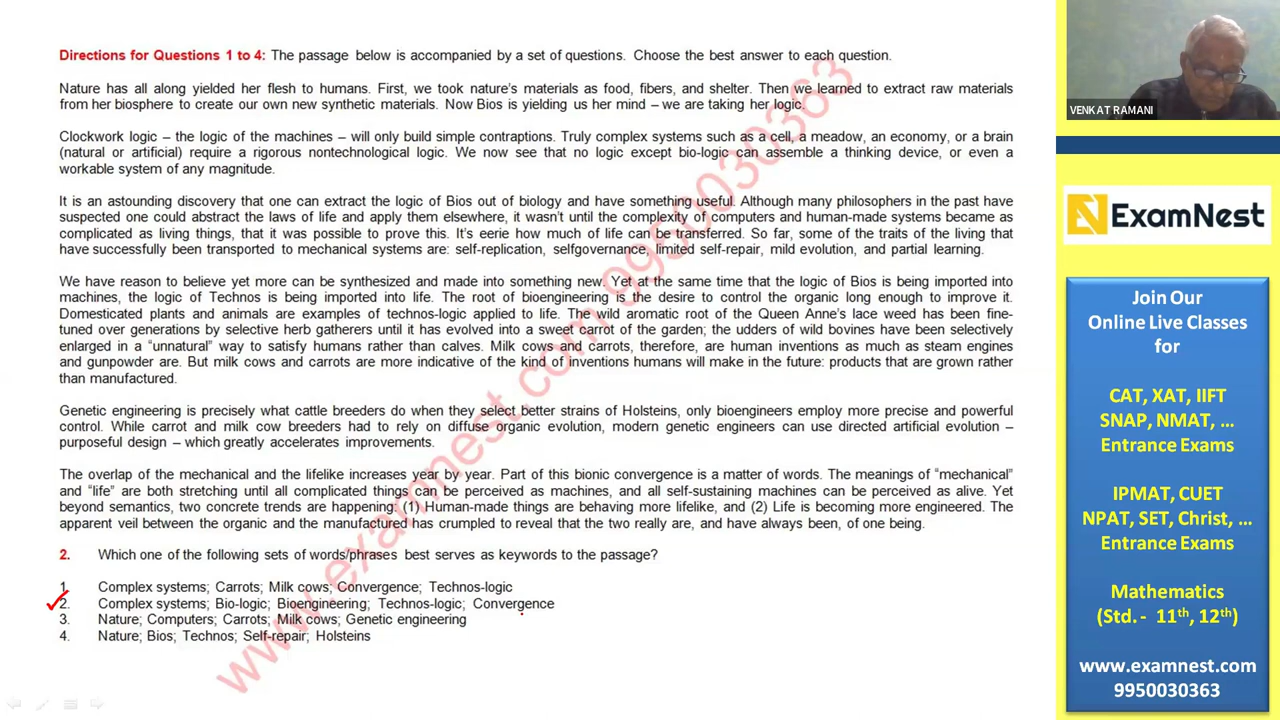 Directions for Questions 1 to 4: The passage below is accompanied by a set of questions. Choose the best answer to each question.
Nature has all along yielded her flesh to humans. First, we took nature's materials as food, fibers, and shelter. Then we learned to extract raw materials
from her biosphere to create our own new synthetic materials. Now Bios is yielding us her mind – we are taking her logic.
Clockwork logic – the logic of the machines – will only build simple contraptions. Truly complex systems such as a cell, a meadow, an economy, or a brain
(natural or artificial) require a rigorous nontechnological logic. We now see that no logic except bio-logic can assemble a thinking device, or even a
workable system of any magnitude.
It is an astounding discovery that one can extract the logic of Bios out of biology and have something useful. Although many philosophers in the past have
suspected one could abstract the laws of life and apply them elsewhere, it wasn't until the complexity of computers and human-made systems became as
complicated as living things, that it was possible to prove this. It's eerie how much of life can be transferred. So far, some of the traits of the living that
have successfully been transported to mechanical systems are: self-replication, selfgovernance, limited self-repair, mild evolution, and partial learning.
We have reason to believe yet more can be synthesized and made into something new. Yet at the same time that the logic of Bios is being imported into
machines, the logic of Technos is being imported into life. The root of bioengineering is the desire to control the organic long enough to improve it.
Domesticated plants and animals are examples of technos-logic applied to life. The wild aromatic root of the Queen Anne's lace weed has been fine-
tuned over generations by selective herb gatherers until it has evolved into a sweet carrot of the garden; the udders of wild bovines have been selectively
enlarged in a "unnatural" way to satisfy humans rather than calves. Milk cows and carrots, therefore, are human inventions as much as steam engines
and gunpowder are. But milk cows and carrots are more indicative of the kind of inventions humans will make in the future: products that are grown rather
than manufactured.
Genetic engineering is precisely what cattle breeders do when they select better strains of Holsteins, only bioengineers employ more precise and powerful
control. While carrot and milk cow breeders had to rely on diffuse organic evolution, modern genetic engineers can use directed artificial evolution –
purposeful design – which greatly accelerates improvements.
The overlap of the mechanical and the lifelike increases year by year. Part of this bionic convergence is a matter of words. The meanings of "mechanical"
and "life" are both stretching until all complicated things can be perceived as machines, and all self-sustaining machines can be perceived as alive. Yet
beyond semantics, two concrete trends are happening: (1) Human-made things are behaving more lifelike, and (2) Life is becoming more engineered. The
apparent veil between the organic and the manufactured has crumpled to reveal that the two really are, and have always been, of one being.
2. Which one of the following sets of words/phrases best serves as keywords to the passage?
1. Complex systems; Carrots; Milk cows; Convergence; Technos-logic
2. Complex systems; Bio-logic; Bioengineering; Technos-logic; Convergence
3. Nature; Computers; Carrots; Milk cows; Genetic engineering
4. Nature; Bios; Technos; Self-repair; Holsteins
www.examnest.com 9950030363
VENKAT RAMANI
ExamNest
Join Our
Online Live Classes
for
CAT, XAT, IIFT
SNAP, NMAT, ...
Entrance Exams
IPMAT, CUET
NPAT, SET, Christ, ...
Entrance Exams
Mathematics
(Std. - 11th, 12th)
www.examnest.com
9950030363